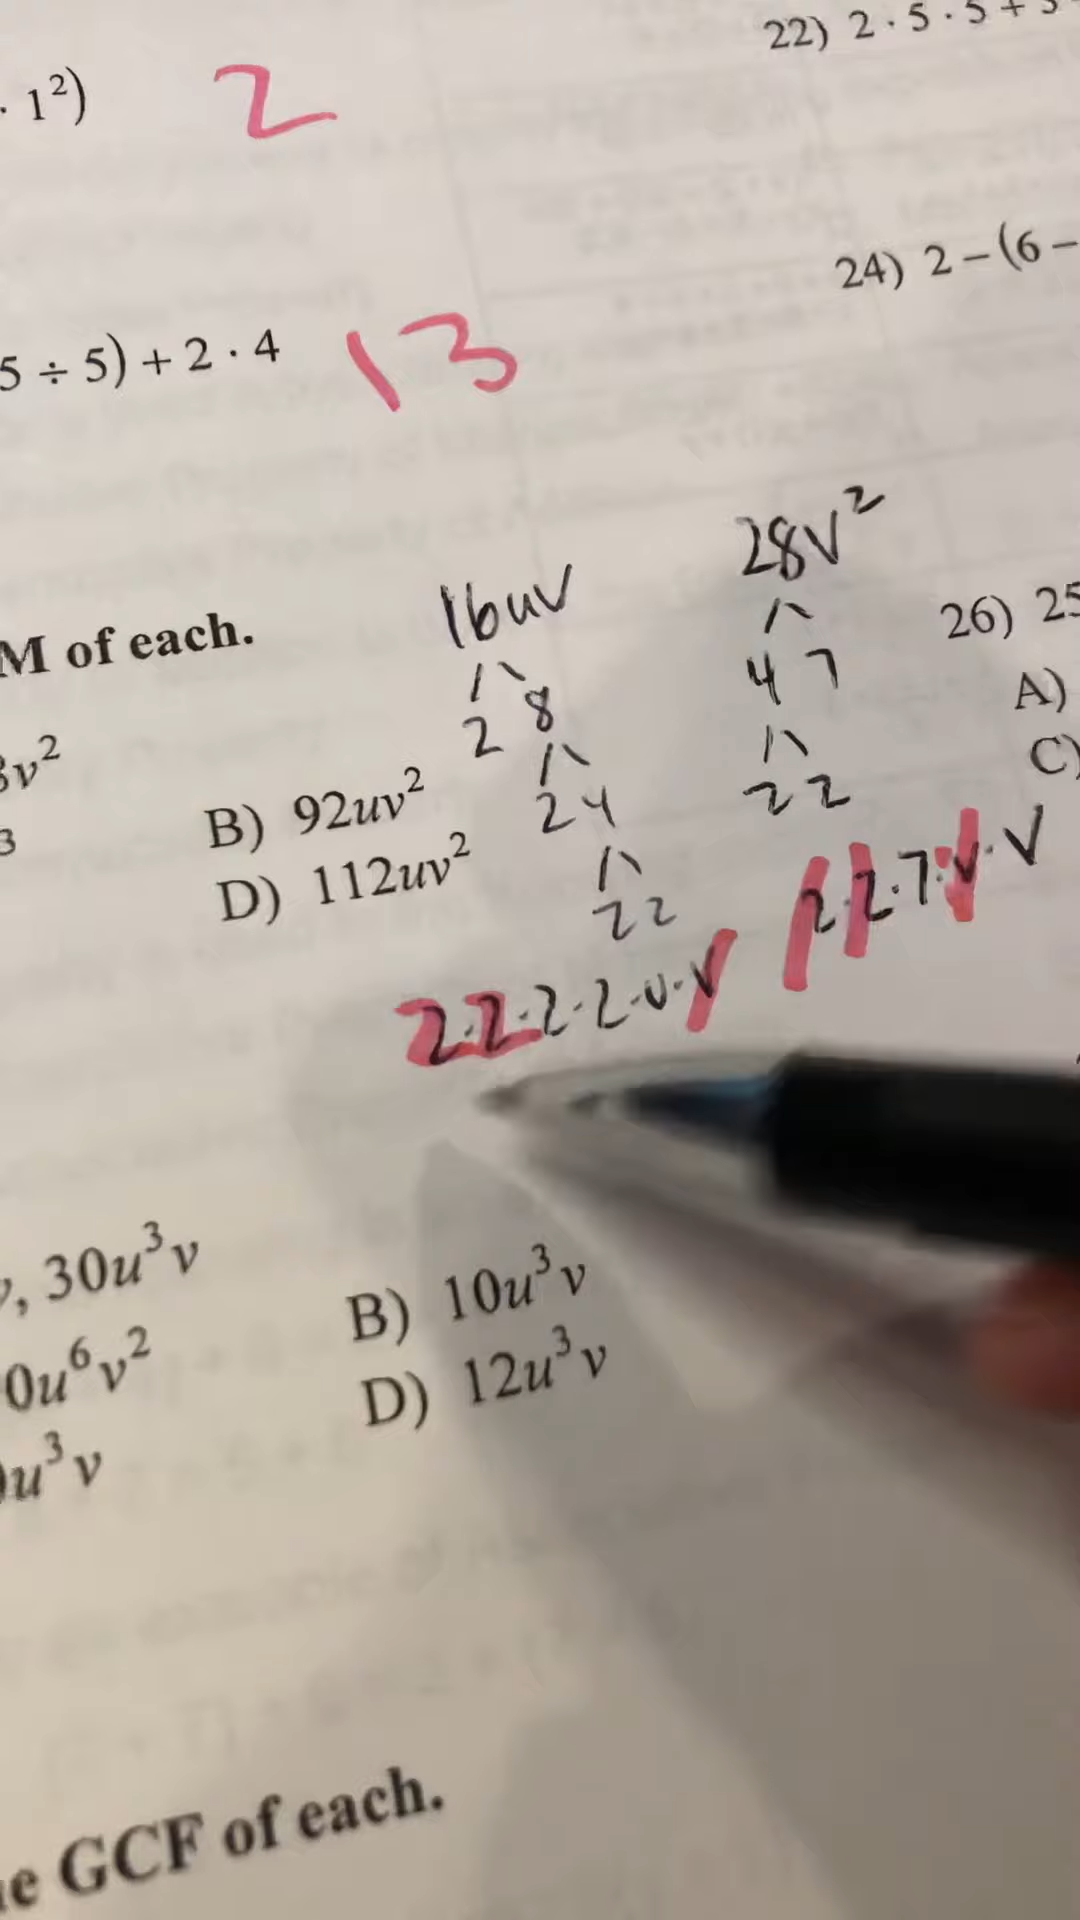 22) 2 · 5 · 5 +
· 1²) 2
24) 2 − (6 −
5 ÷ 5) + 2 · 4 13
16uv 28v²
M of each.
26) 25
2 8 4 7
A)
v²
C)
B) 92uv²
2 4 2 2
3
D) 112uv²
2 2
2·2·7·v·v
2·2·2·2·u·v
, 30u³v
B) 10u³v
0u⁶v²
D) 12u³v
u³v
e GCF of each.